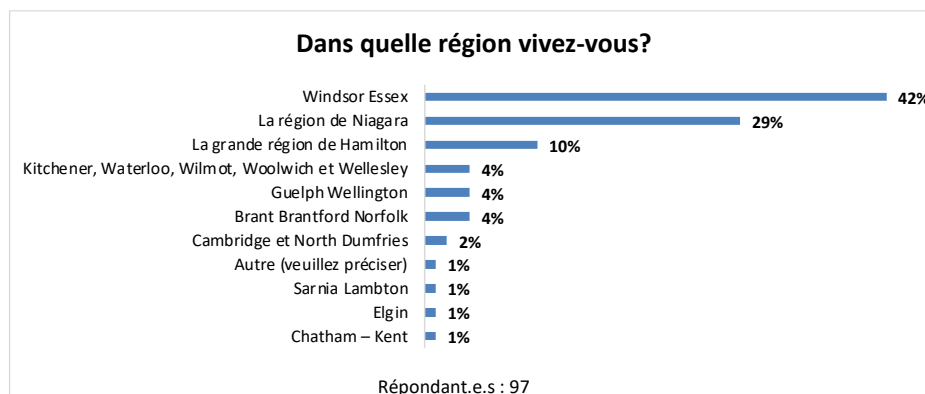 Dans quelle région vivez-vous?
Windsor Essex 42%
La région de Niagara 29%
La grande région de Hamilton 10%
Kitchener, Waterloo, Wilmot, Woolwich et Wellesley 4%
Guelph Wellington 4%
Brant Brantford Norfolk 4%
Cambridge et North Dumfries 2%
Autre (veuillez préciser) 1%
Sarnia Lambton 1%
Elgin 1%
Chatham – Kent 1%
Répondant.e.s : 97